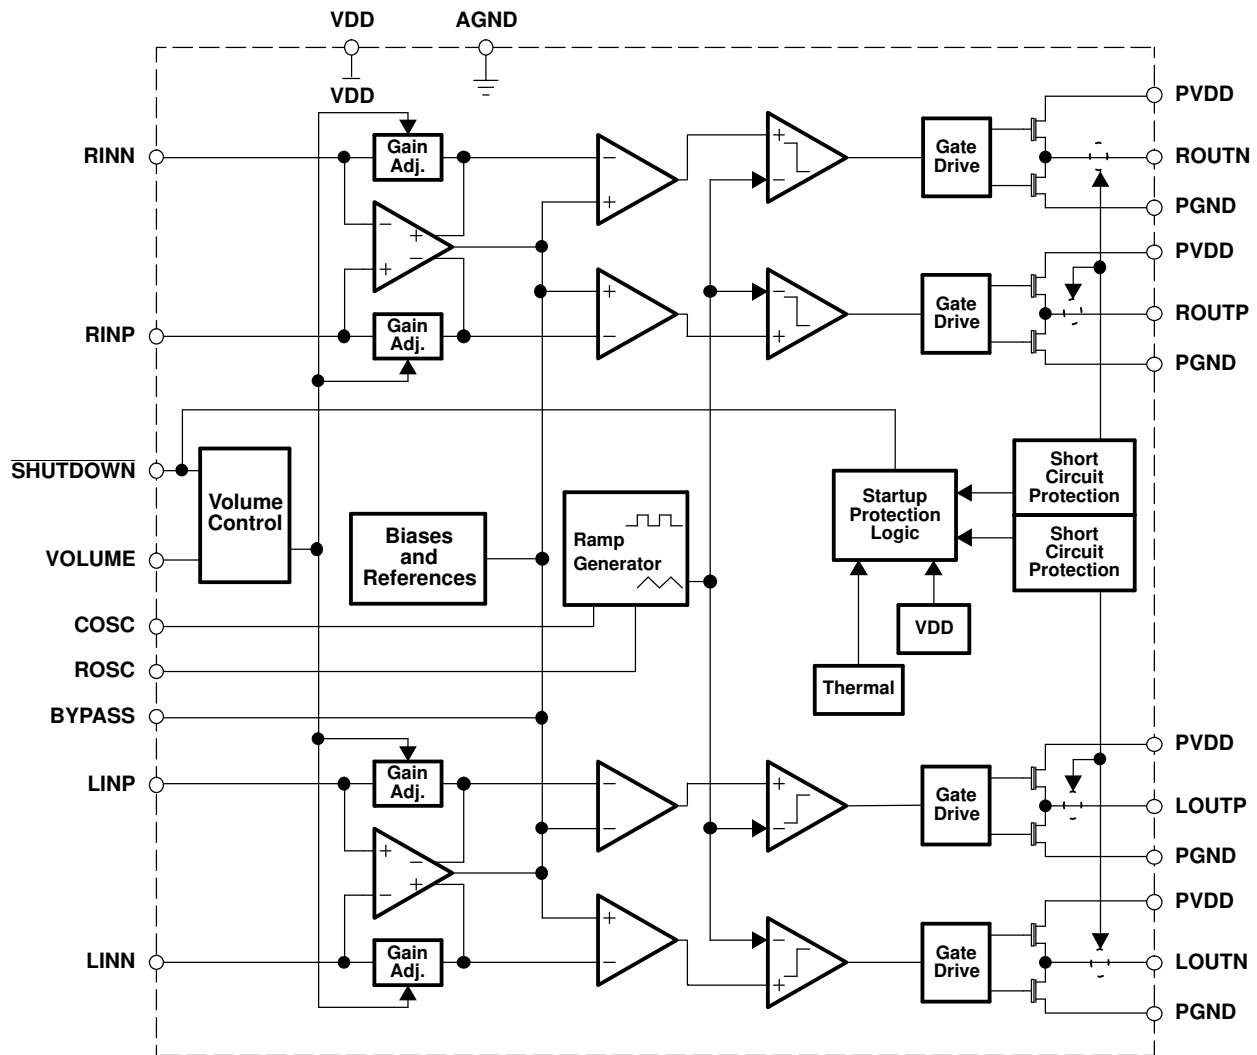 VDD AGND
VDD
PVDD
RINN
Gain
Adj.
Gate
Drive
ROUTN
PGND
PVDD
RINP
Gain
Adj.
Gate
Drive
ROUTP
PGND
SHUTDOWN
Volume
Control
VOLUME
Biases
and
References
Ramp
Generator
Startup
Protection
Logic
Short
Circuit
Protection
Short
Circuit
Protection
COSC
VDD
ROSC
Thermal
BYPASS
PVDD
LINP
Gain
Adj.
Gate
Drive
LOUTP
PGND
PVDD
LINN
Gain
Adj.
Gate
Drive
LOUTN
PGND